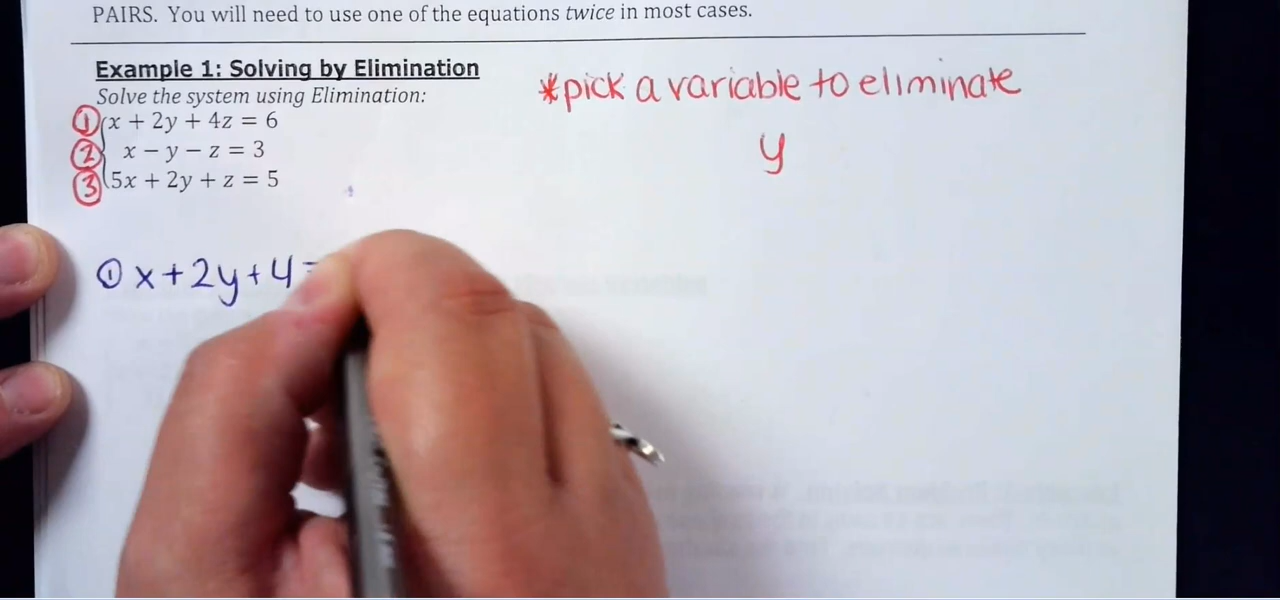 PAIRS. You will need to use one of the equations twice in most cases.
Example 1: Solving by Elimination
*pick a variable to eliminate
Solve the system using Elimination:
① x + 2y + 4z = 6
② x − y − z = 3
y
③ 5x + 2y + z = 5
① x+2y+4